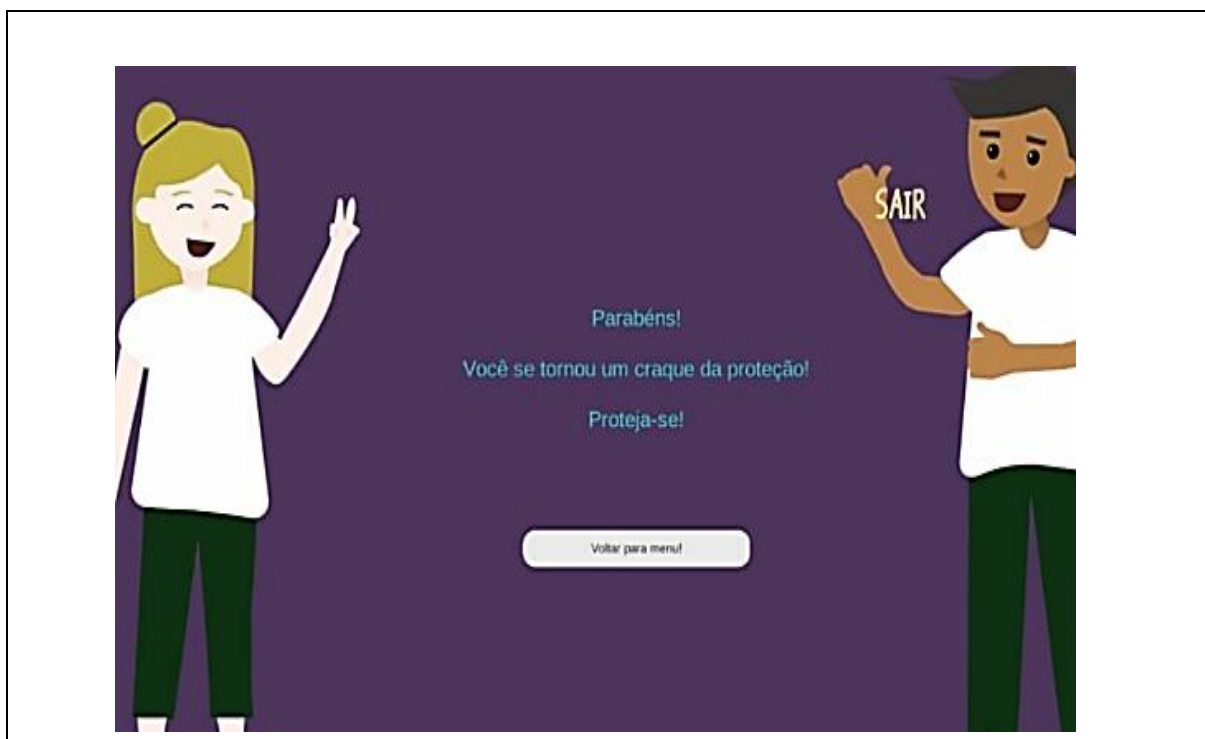 SAIR
Parabéns!
Você se tornou um craque da proteção!
Proteja-se!
Voltar para menu!